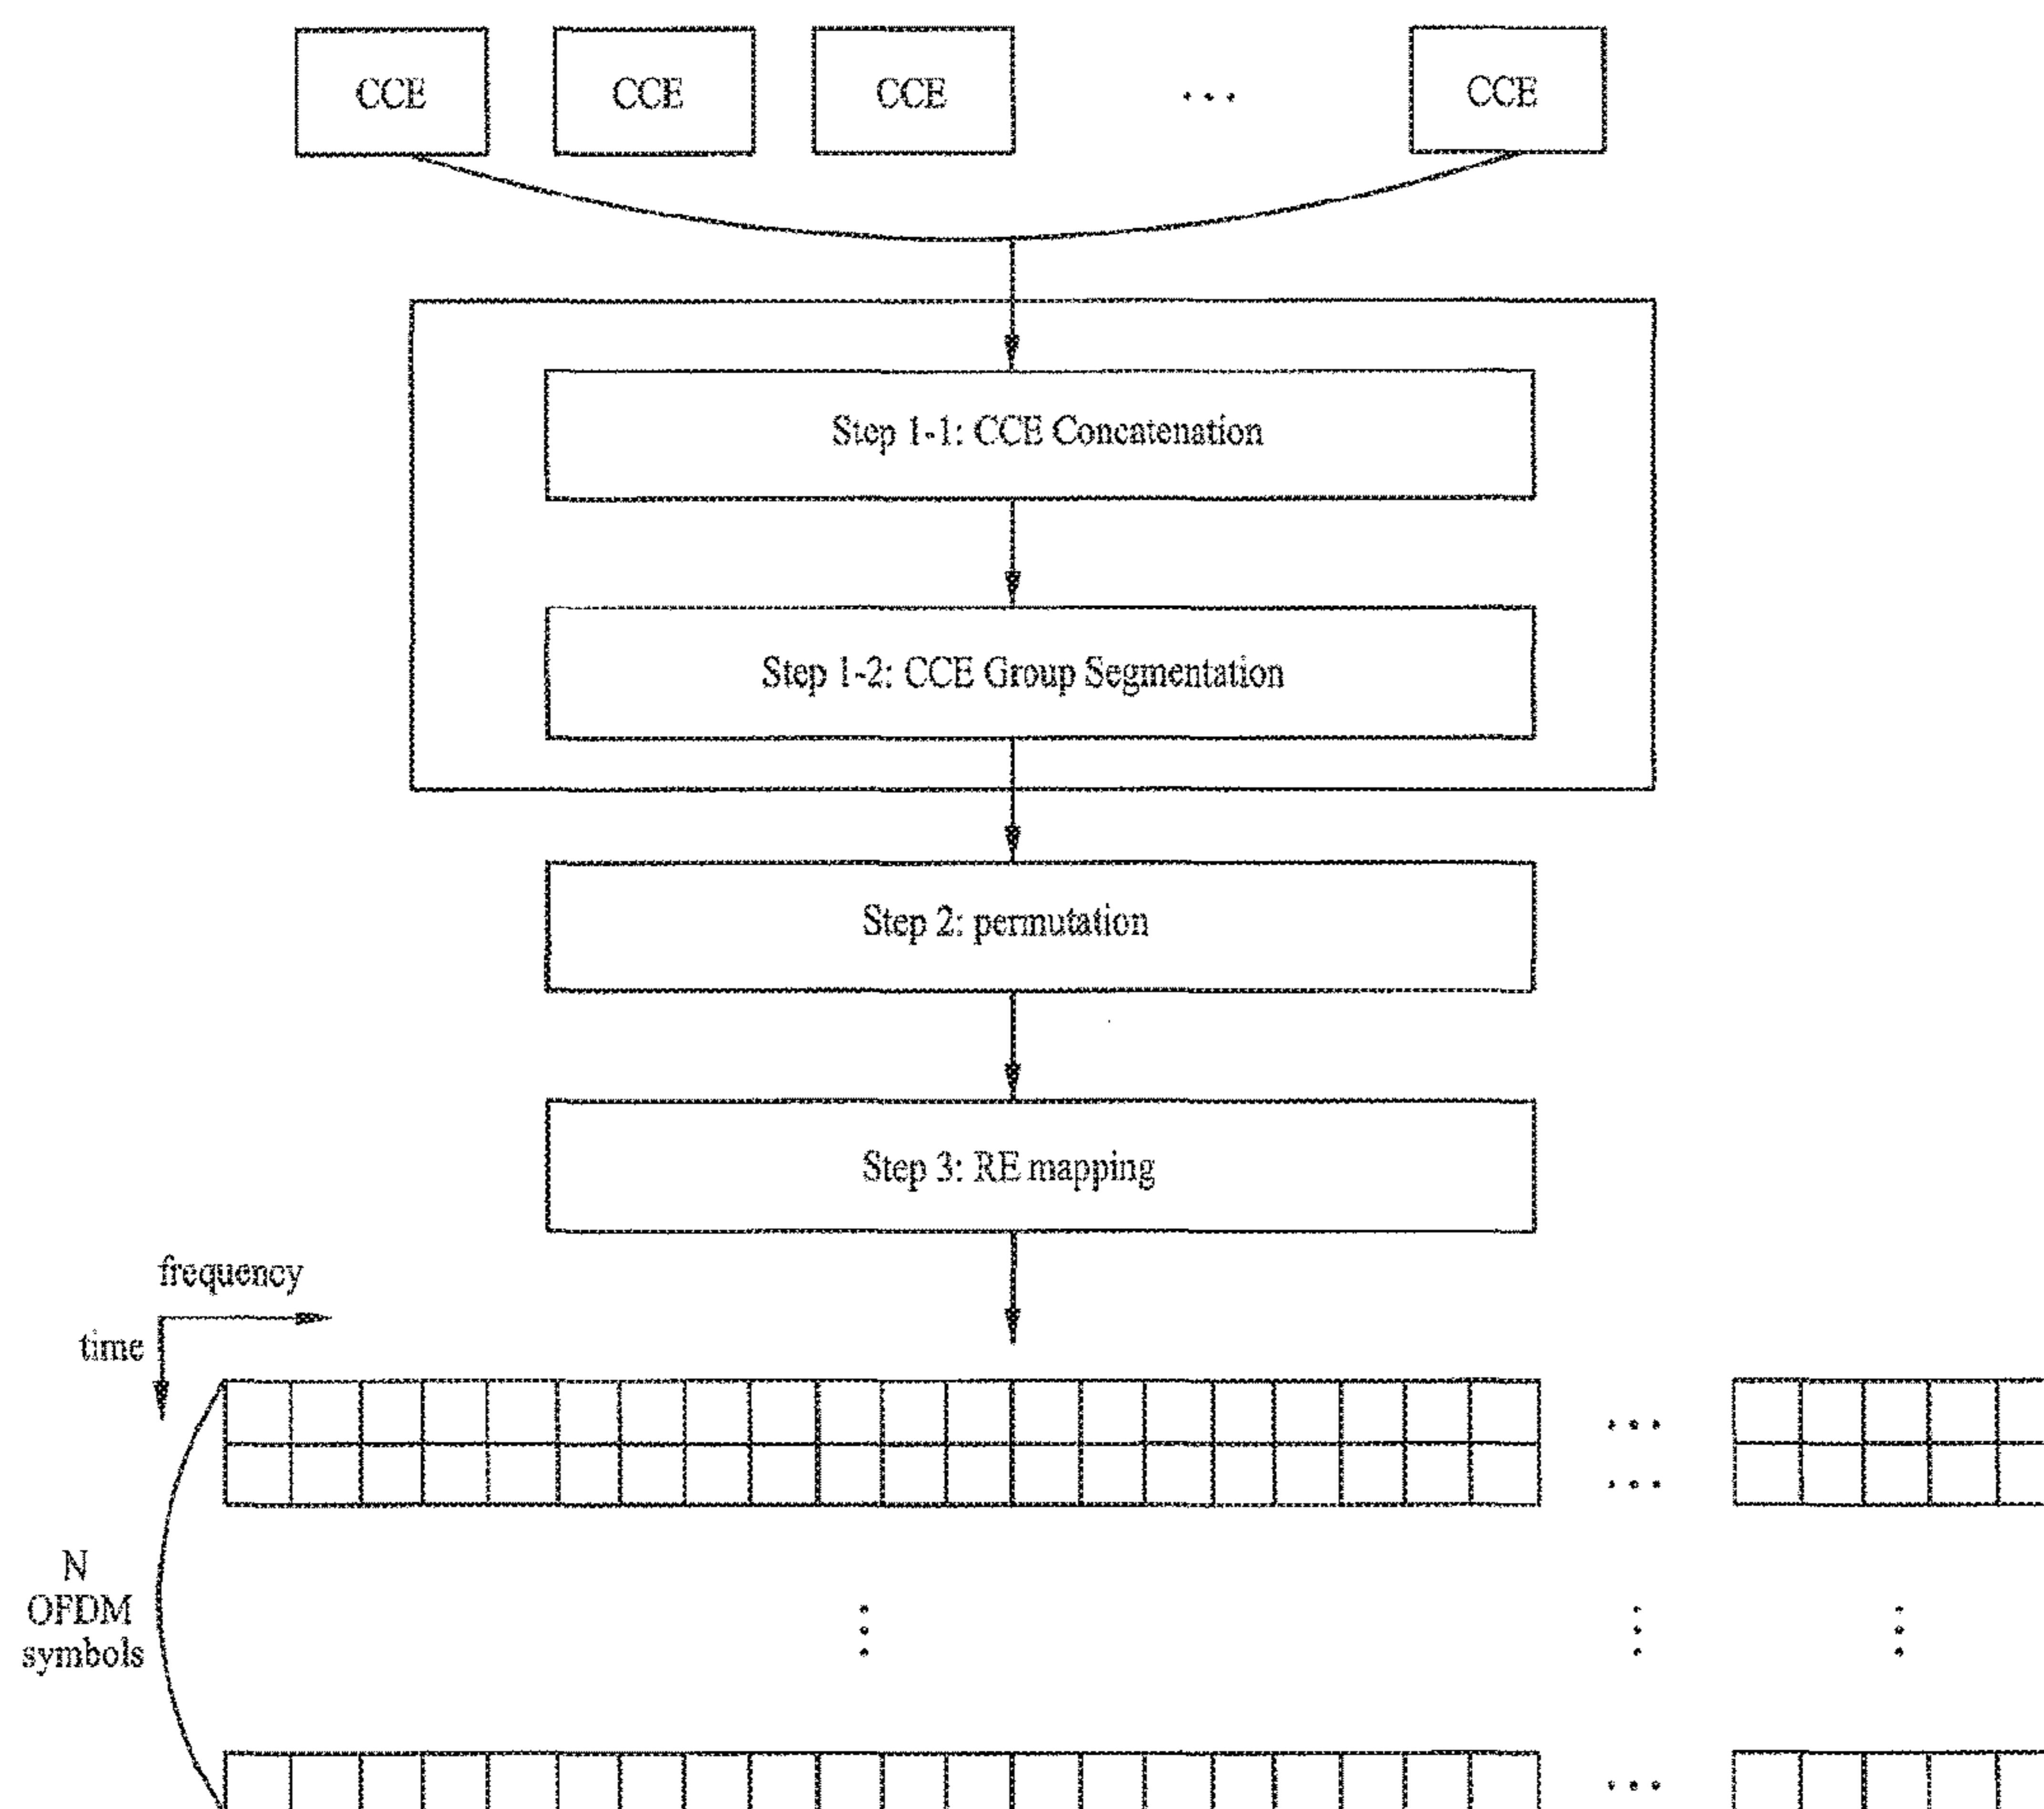 CCE CCE CCE ... CCE
Step 1-1: CCE Concatenation
Step 1-2: CCE Group Segmentation
Step 2: permutation
Step 3: RE mapping
frequency
time
...
...
N
OFDM
symbols
...